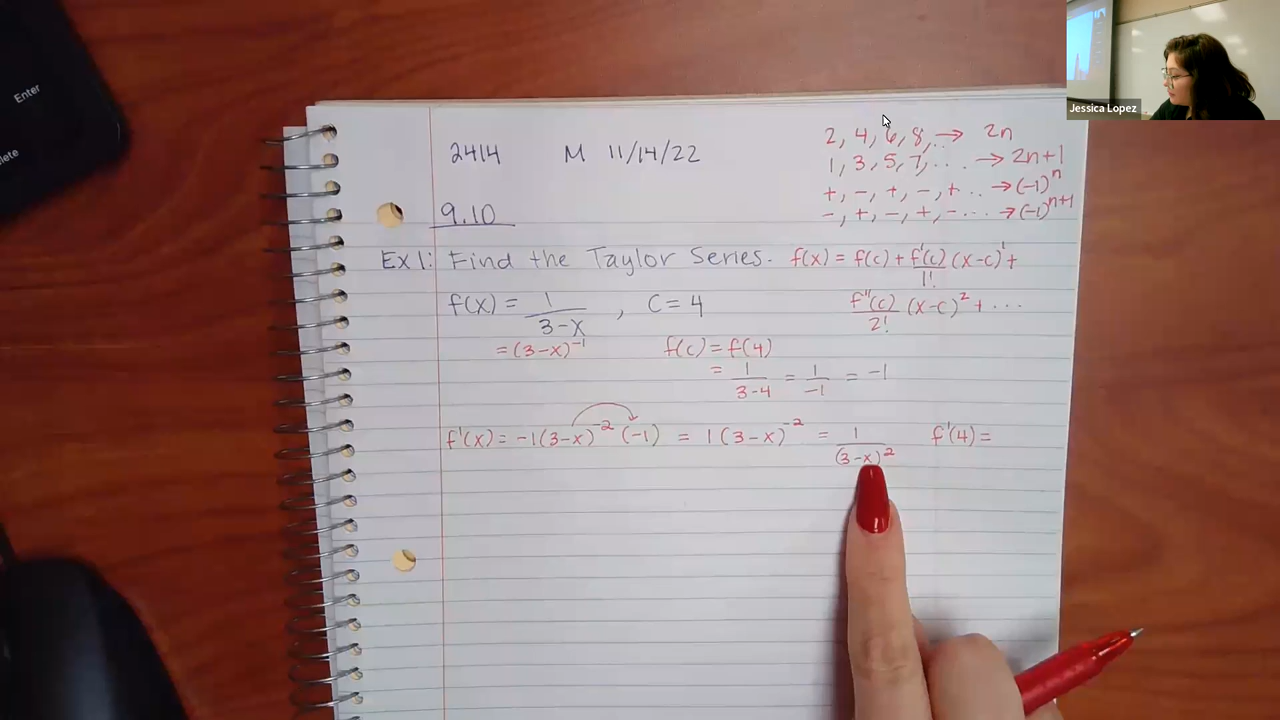 Enter
lete
Jessica Lopez
2414 M 11/14/22
2, 4, 6, 8, ... → 2n
1, 3, 5, 7, ... → 2n+1
+, -, +, -, + ... → (-1)^n
-, +, -, +, - ... → (-1)^{n+1}
9.10
Ex 1: Find the Taylor Series. f(x) = f(c) + f'(c)/1! (x-c)^1 +
f''(c)/2! (x-c)^2 + ...
f(x) = 1/(3-x) , c = 4
= (3-x)^{-1} f(c) = f(4)
= 1/(3-4) = 1/-1 = -1
f'(x) = -1(3-x)^{-2} (-1) = 1(3-x)^{-2} = 1/(3-x)^2 f'(4) =